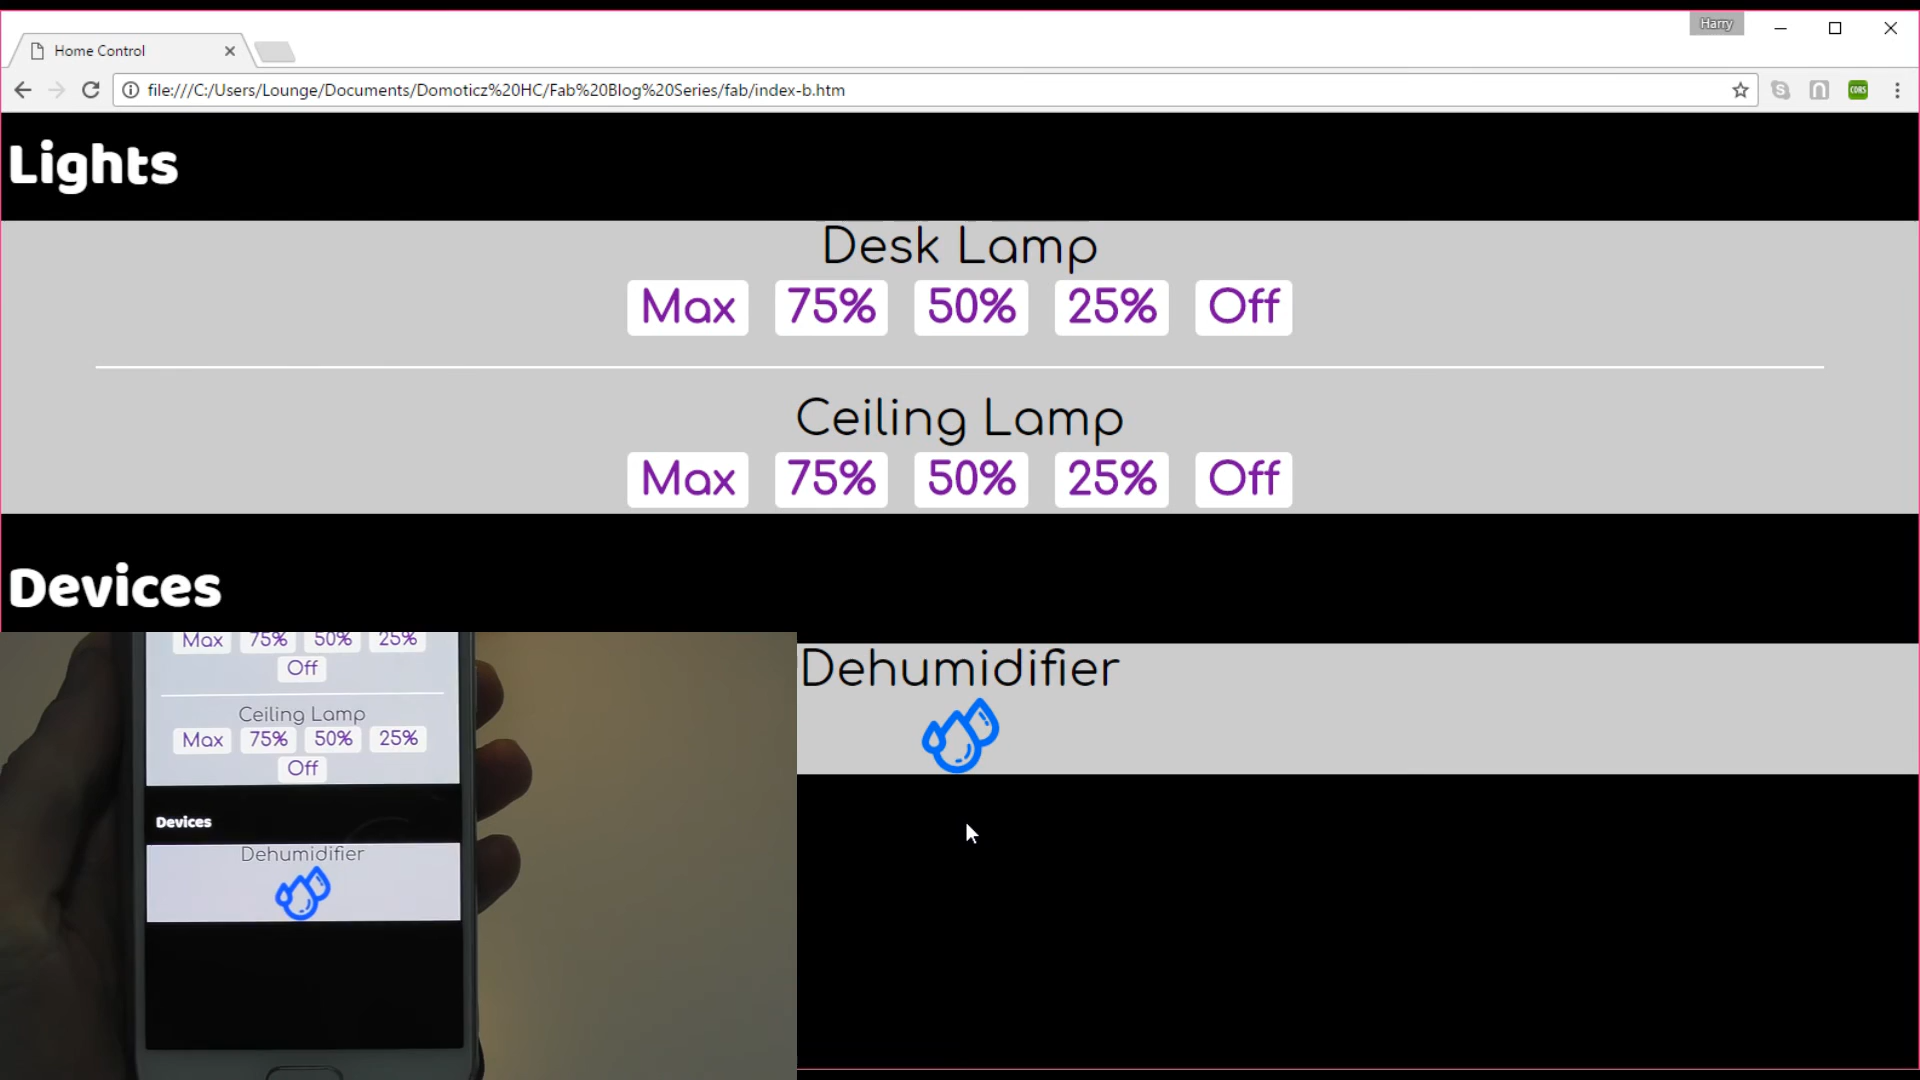 Harry
Home Control
file:///C:/Users/Lounge/Documents/Domoticz%20HC/Fab%20Blog%20Series/fab/index-b.htm
CORS
Lights
Desk Lamp
Max 75% 50% 25% Off
Ceiling Lamp
Max 75% 50% 25% Off
Devices
Dehumidifier
Max 75% 50% 25%
Off
Ceiling Lamp
Max 75% 50% 25%
Off
Devices
Dehumidifier